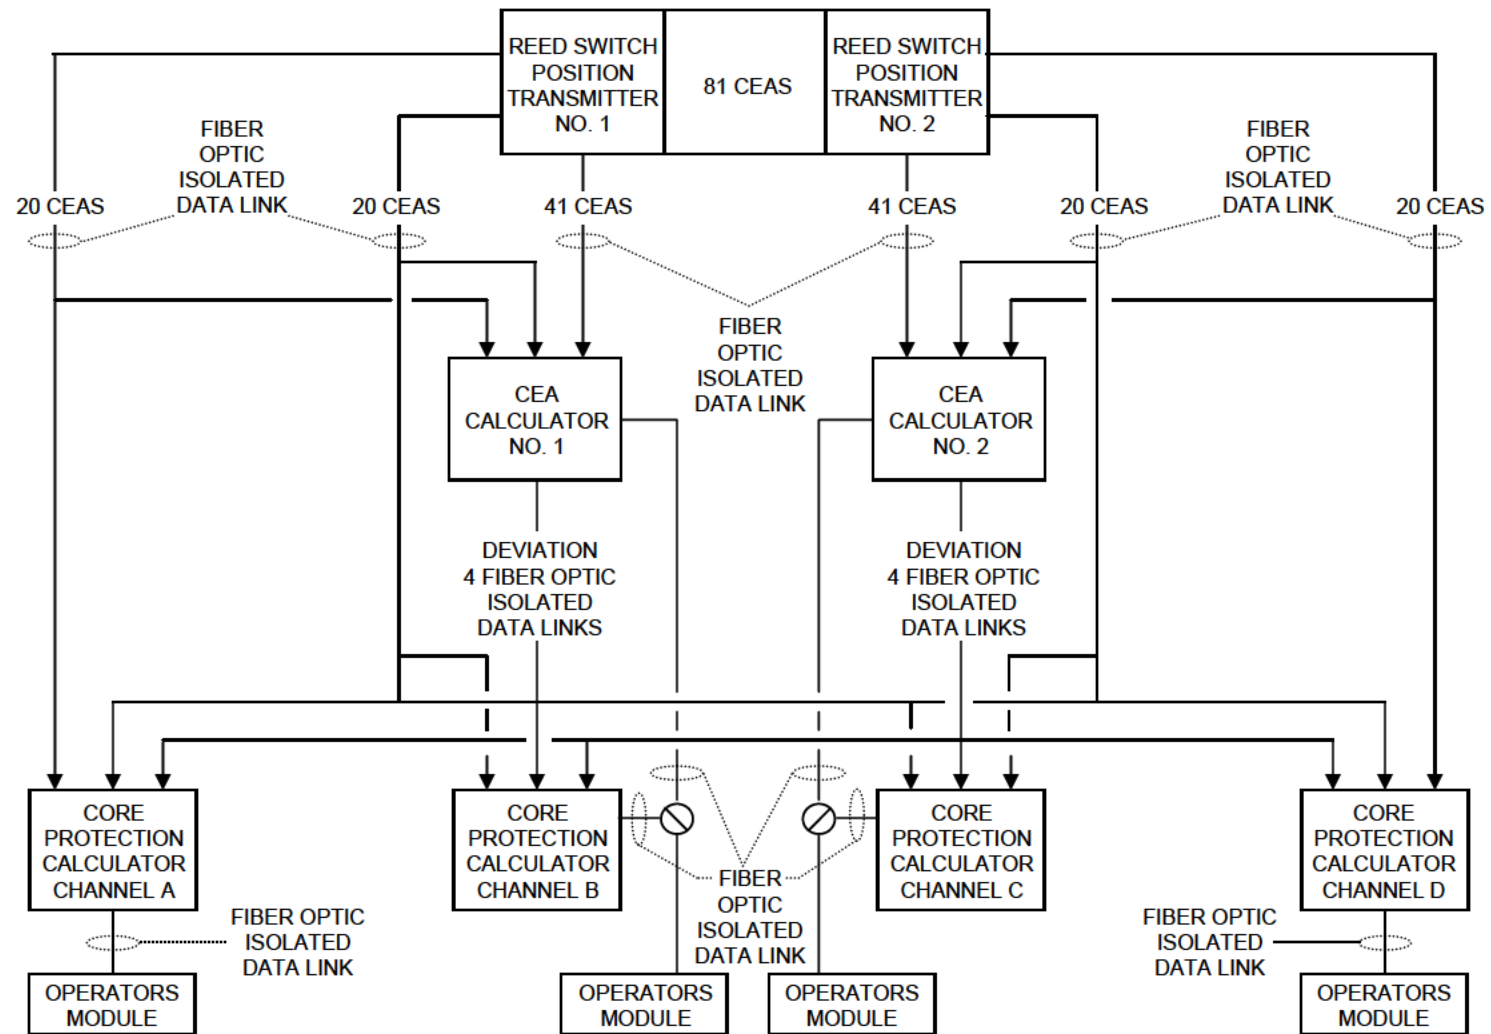 REED SWITCH
POSITION
TRANSMITTER
NO. 1
81 CEAS
REED SWITCH
POSITION
TRANSMITTER
NO. 2
FIBER
OPTIC
ISOLATED
DATA LINK
FIBER
OPTIC
ISOLATED
DATA LINK
20 CEAS
20 CEAS
41 CEAS
41 CEAS
20 CEAS
20 CEAS
FIBER
OPTIC
ISOLATED
DATA LINK
CEA
CALCULATOR
NO. 1
CEA
CALCULATOR
NO. 2
DEVIATION
4 FIBER OPTIC
ISOLATED
DATA LINKS
DEVIATION
4 FIBER OPTIC
ISOLATED
DATA LINKS
CORE
PROTECTION
CALCULATOR
CHANNEL A
CORE
PROTECTION
CALCULATOR
CHANNEL B
CORE
PROTECTION
CALCULATOR
CHANNEL C
CORE
PROTECTION
CALCULATOR
CHANNEL D
FIBER OPTIC
ISOLATED
DATA LINK
FIBER
OPTIC
ISOLATED
DATA LINK
FIBER OPTIC
ISOLATED
DATA LINK
OPERATORS
MODULE
OPERATORS
MODULE
OPERATORS
MODULE
OPERATORS
MODULE